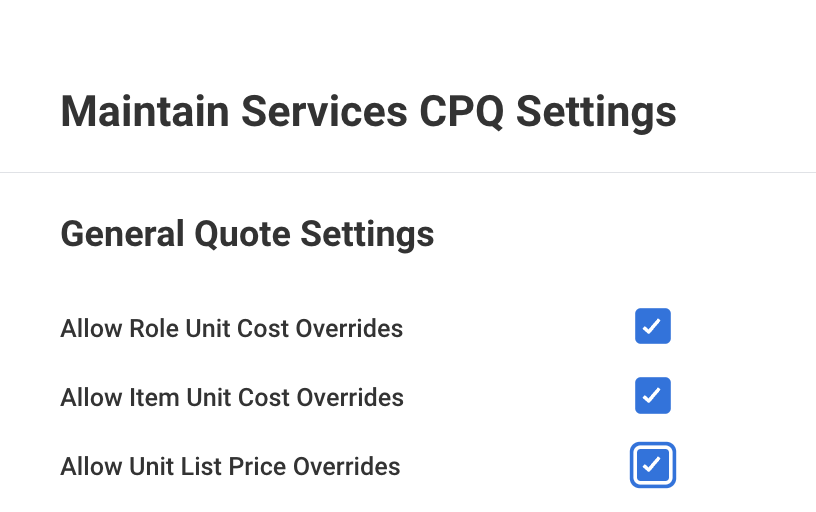 Maintain Services CPQ Settings
General Quote Settings
Allow Role Unit Cost Overrides
Allow Item Unit Cost Overrides
Allow Unit List Price Overrides